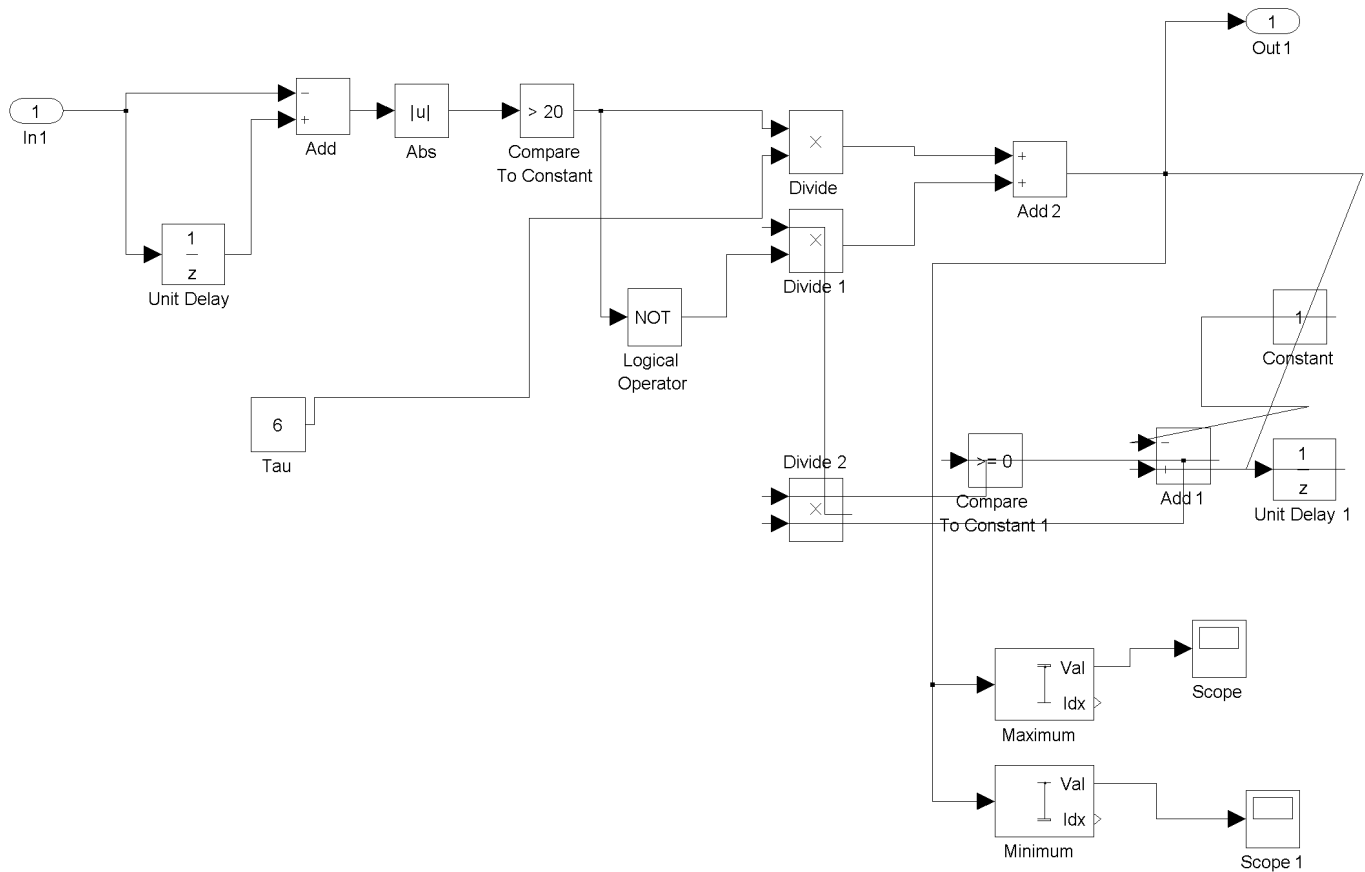 1
Out 1
1
In 1
−
+
Add
|u|
Abs
> 20
Compare
To Constant
×
Divide
+
+
Add 2
1
z
Unit Delay
×
Divide 1
NOT
Logical
Operator
1
Constant
6
Tau
Divide 2
×
>= 0
Compare
To Constant 1
−
+
Add 1
1
z
Unit Delay 1
Val
Idx
Maximum
Scope
Val
Idx
Minimum
Scope 1